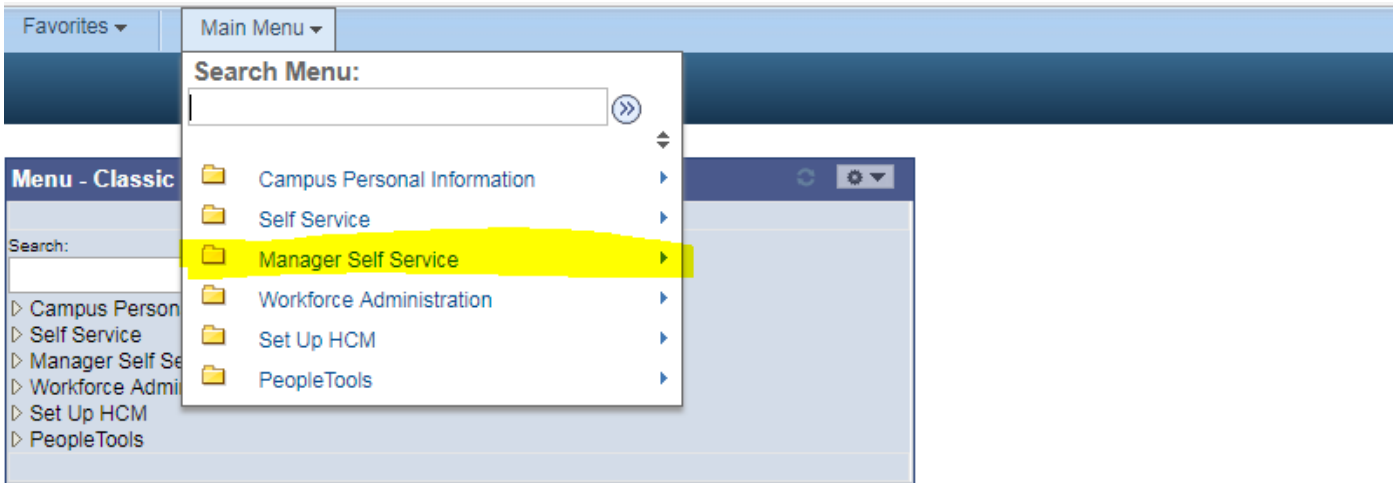 Favorites
Main Menu
Search Menu:
Campus Personal Information
Self Service
Manager Self Service
Workforce Administration
Set Up HCM
PeopleTools
Menu - Classic
Search:
Campus Person
Self Service
Manager Self Se
Workforce Admi
Set Up HCM
PeopleTools